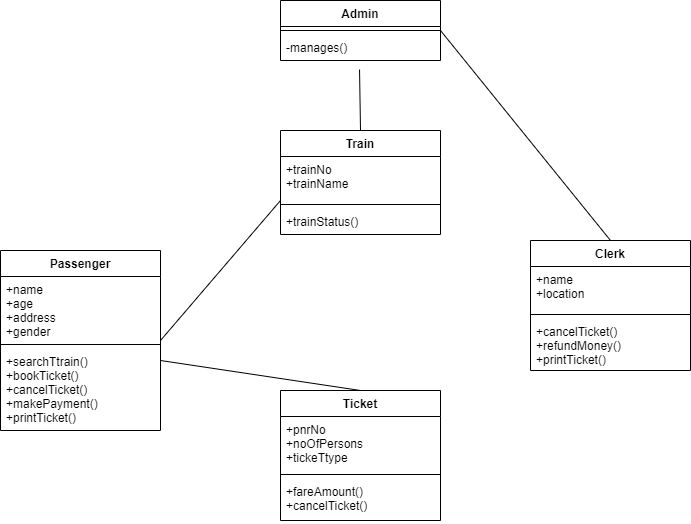 Admin
-manages()
Train
+trainNo
+trainName
+trainStatus()
Passenger
+name
+age
+address
+gender
+searchTtrain()
+bookTicket()
+cancelTicket()
+makePayment()
+printTicket()
Clerk
+name
+location
+cancelTicket()
+refundMoney()
+printTicket()
Ticket
+pnrNo
+noOfPersons
+tickeTtype
+fareAmount()
+cancelTicket()